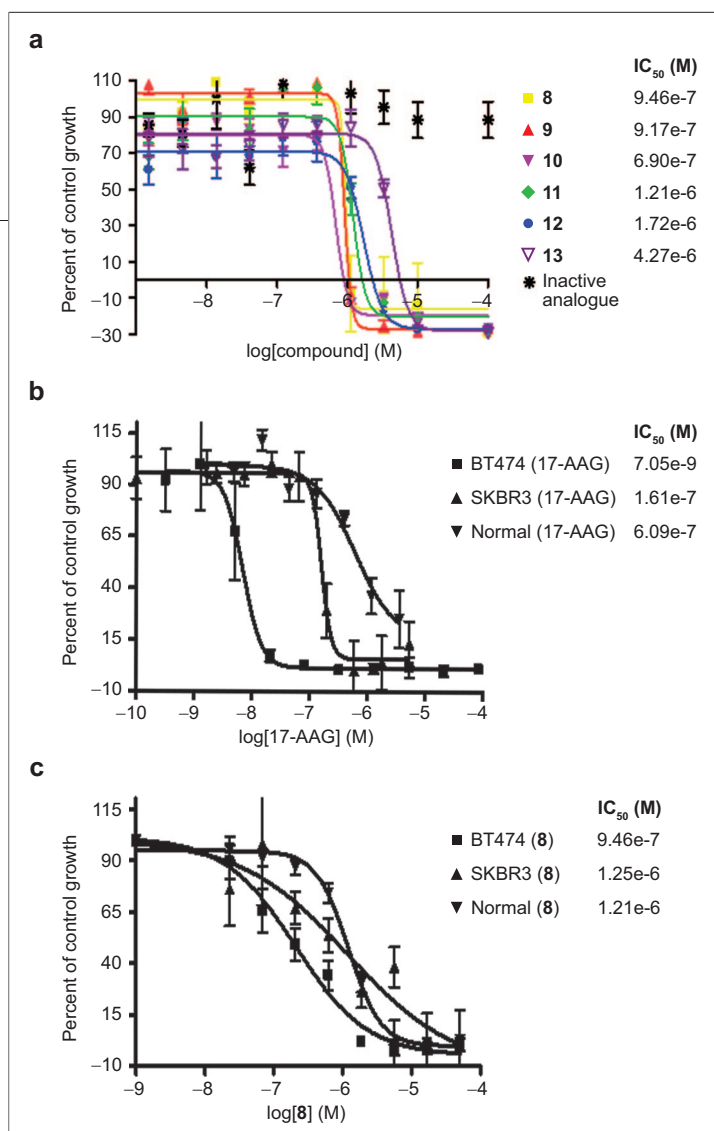 a
IC50 (M)
8 9.46e-7
9 9.17e-7
10 6.90e-7
11 1.21e-6
12 1.72e-6
13 4.27e-6
Inactive
analogue
Percent of control growth
110
90
70
50
30
10
–10
–30
–8 –7 –6 –5 –4
log[compound] (M)
b
IC50 (M)
BT474 (17-AAG) 7.05e-9
SKBR3 (17-AAG) 1.61e-7
Normal (17-AAG) 6.09e-7
Percent of control growth
115
90
65
40
15
–10
–10 –9 –8 –7 –6 –5 –4
log[17-AAG] (M)
c
IC50 (M)
BT474 (8) 9.46e-7
SKBR3 (8) 1.25e-6
Normal (8) 1.21e-6
Percent of control growth
115
90
65
40
15
–10
–9 –8 –7 –6 –5 –4
log[8] (M)